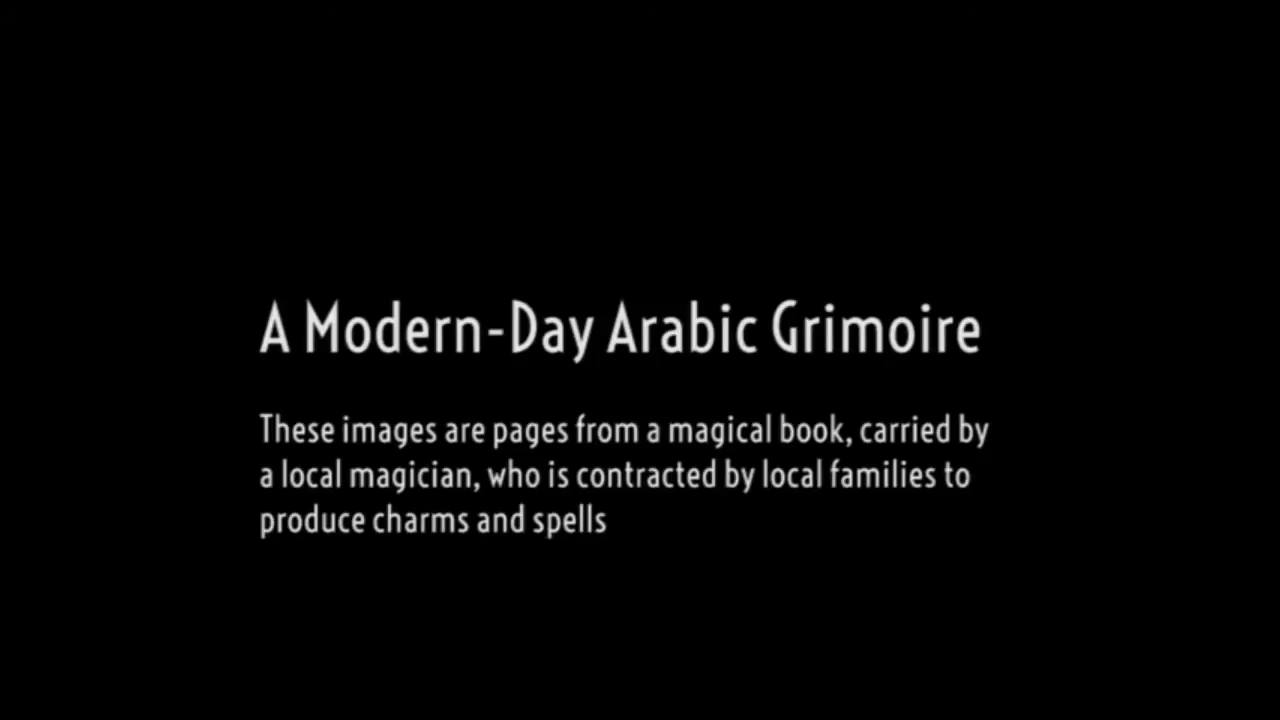 A Modern-Day Arabic Grimoire
These images are pages from a magical book, carried by
a local magician, who is contracted by local families to
produce charms and spells